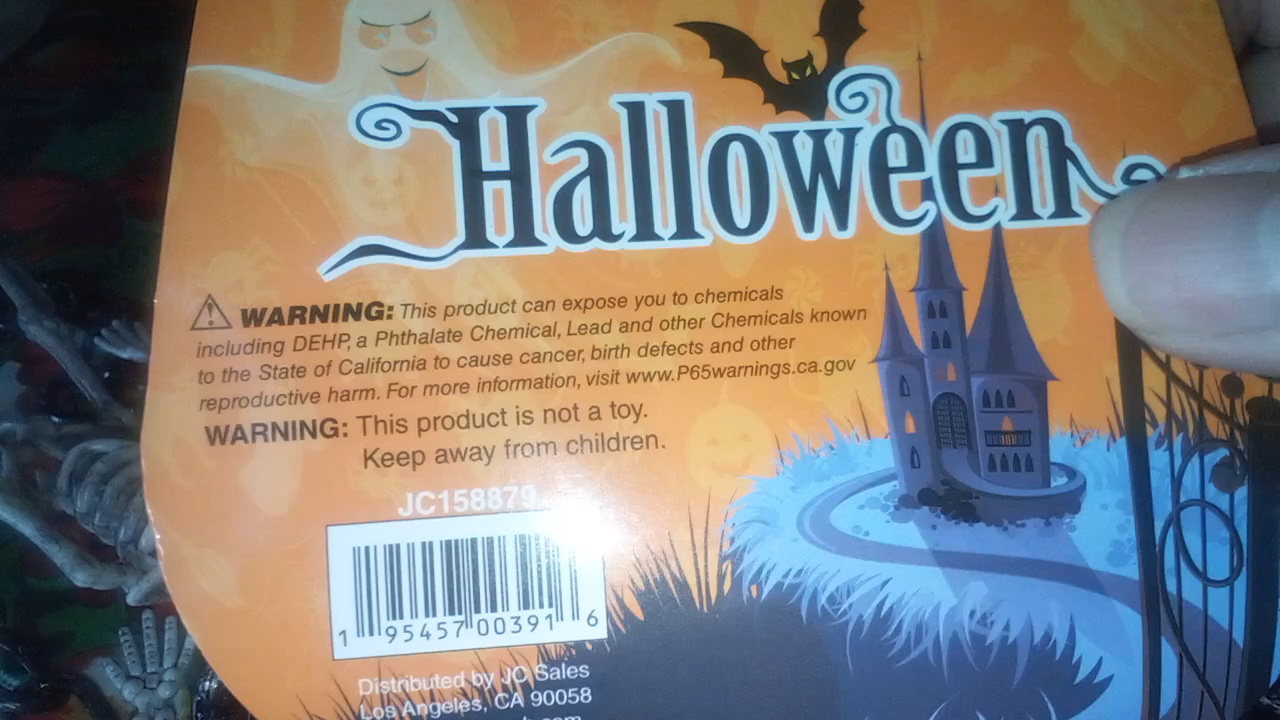 Halloween
WARNING: This product can expose you to chemicals
including DEHP, a Phthalate Chemical, Lead and other Chemicals known
to the State of California to cause cancer, birth defects and other
reproductive harm. For more information, visit www.P65warnings.ca.gov
WARNING: This product is not a toy.
Keep away from children.
JC158879
1 95457 00391 6
Distributed by JC Sales
Los Angeles, CA 90058